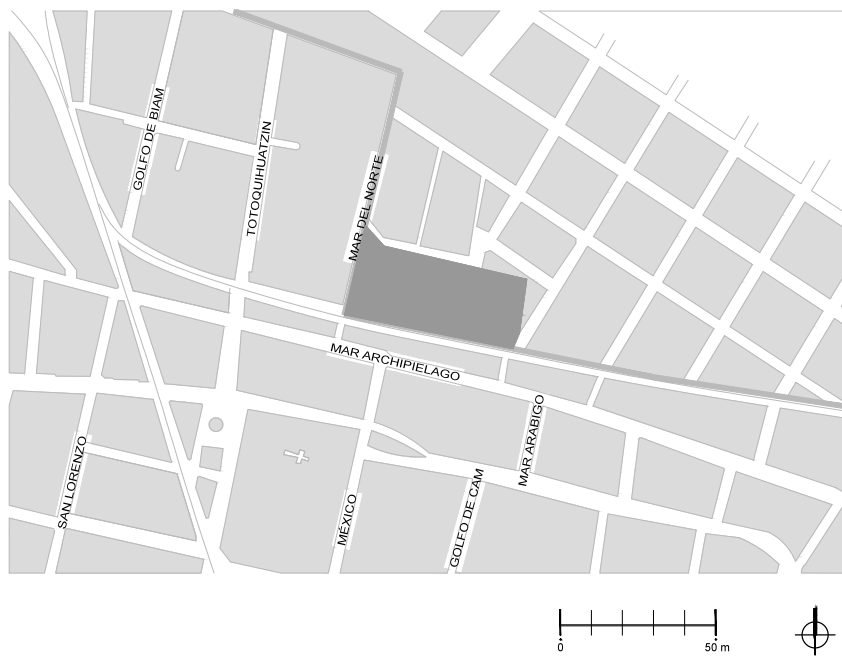 GOLFO DE BIAM
TOTOQUIHUATZIN
MAR DEL NORTE
MAR ARCHIPIELAGO
MAR ARABIGO
SAN LORENZO
MÉXICO
GOLFO DE CAM
0 50 m